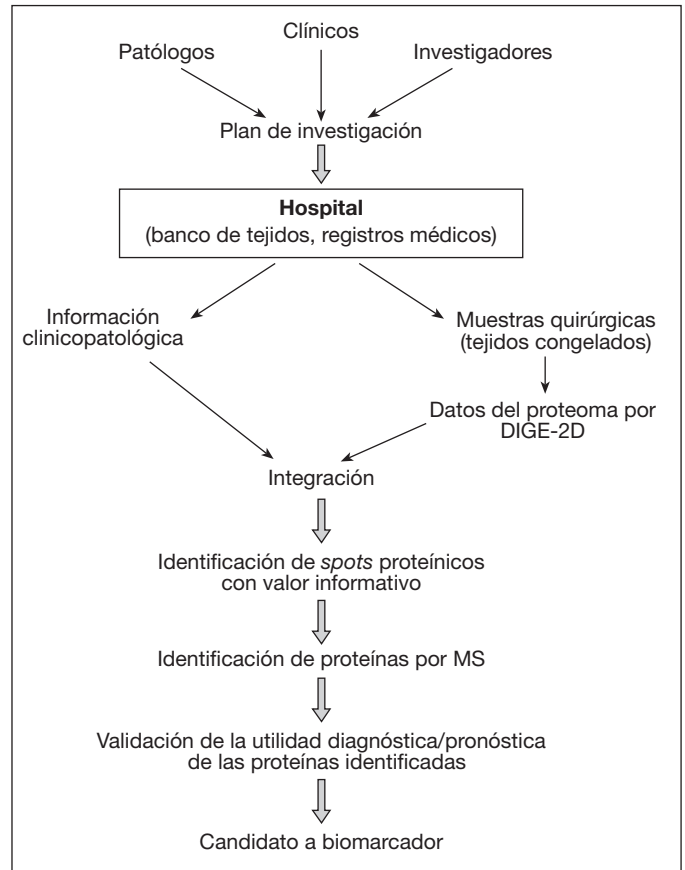 Clínicos
Patólogos
Investigadores
Plan de investigación
Hospital
(banco de tejidos, registros médicos)
Información
clinicopatológica
Muestras quirúrgicas
(tejidos congelados)
Datos del proteoma por
DIGE-2D
Integración
Identificación de spots proteínicos
con valor informativo
Identificación de proteínas por MS
Validación de la utilidad diagnóstica/pronóstica
de las proteínas identificadas
Candidato a biomarcador